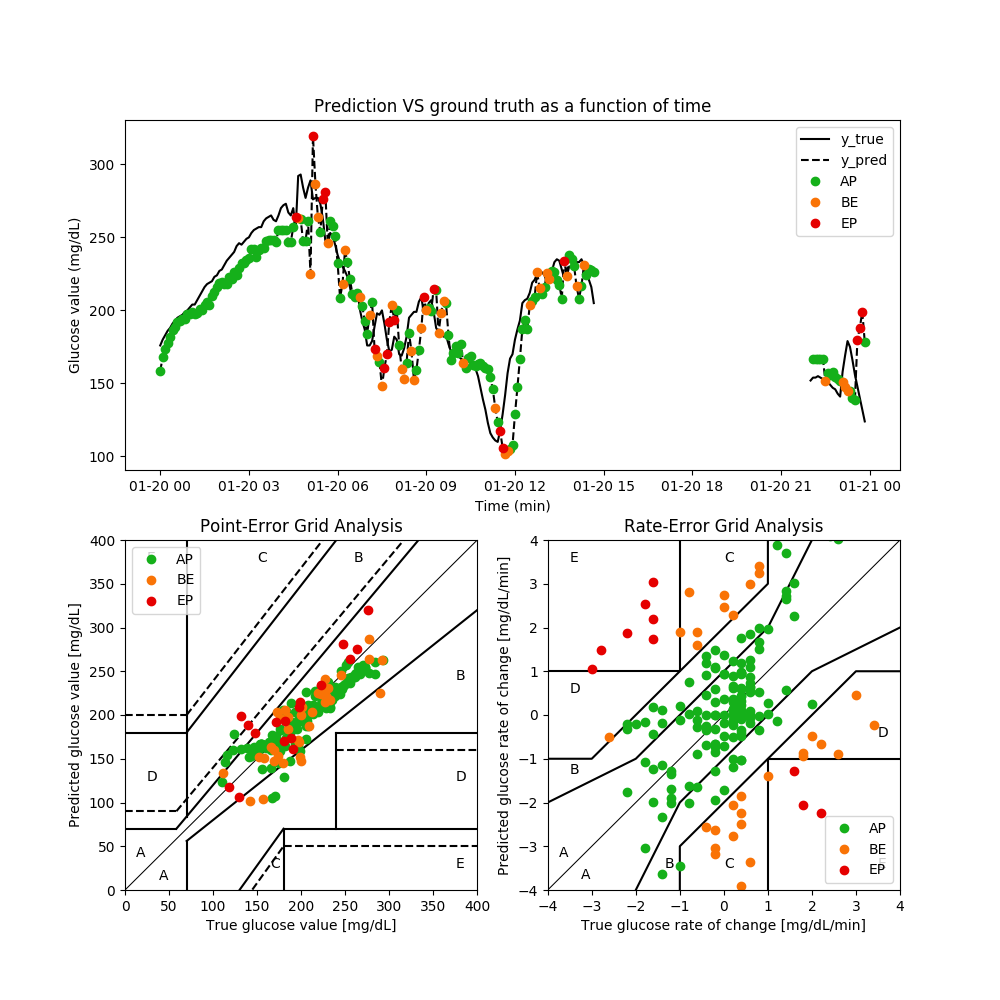 Prediction VS ground truth as a function of time
Glucose value (mg/dL)
300
250
200
150
100
y_true
y_pred
AP
BE
EP
01-20 00 01-20 03 01-20 06 01-20 09 01-20 12 01-20 15 01-20 18 01-20 21 01-21 00
Time (min)
Point-Error Grid Analysis
Predicted glucose value [mg/dL]
400
350
300
250
200
150
100
50
0
AP
BE
EP
C
B
B
D
D
A
A
C
E
0 50 100 150 200 250 300 350 400
True glucose value [mg/dL]
Rate-Error Grid Analysis
Predicted glucose rate of change [mg/dL/min]
4
3
2
1
0
−1
−2
−3
−4
E
C
D
D
B
A
A
B
C
AP
BE
EP
−4 −3 −2 −1 0 1 2 3 4
True glucose rate of change [mg/dL/min]